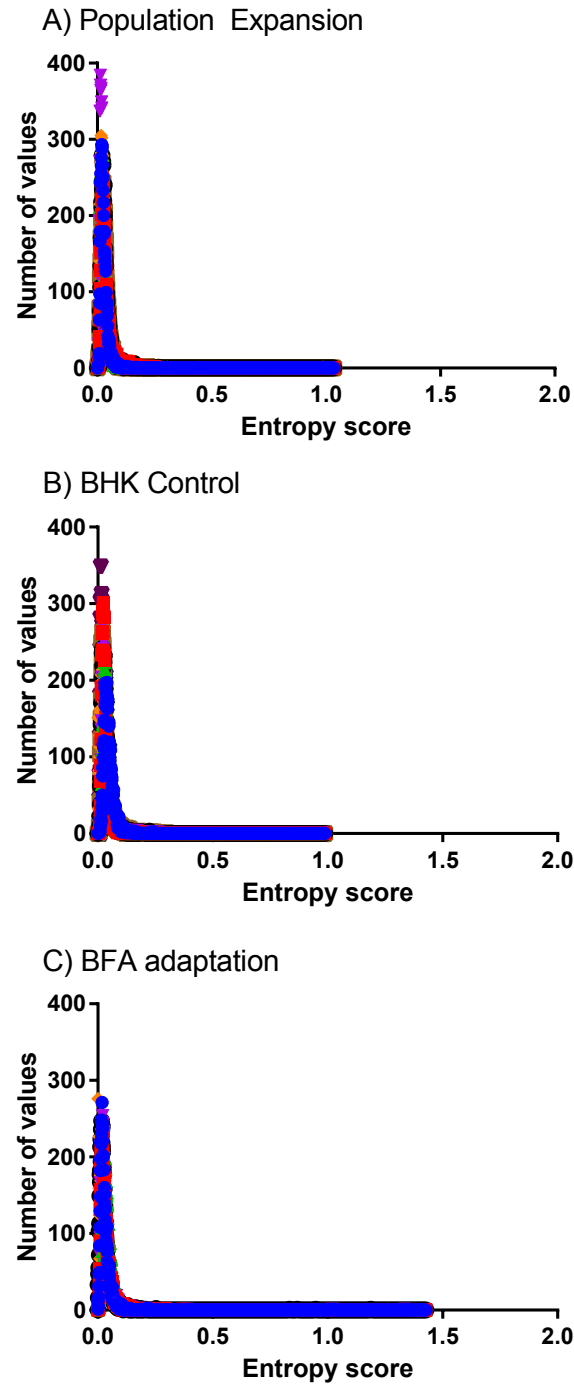 A) Population Expansion
400
300
200
100
0
0.0 0.5 1.0 1.5 2.0
Number of values
Entropy score
B) BHK Control
400
300
200
100
0
0.0 0.5 1.0 1.5 2.0
Number of values
Entropy score
C) BFA adaptation
400
300
200
100
0
0.0 0.5 1.0 1.5 2.0
Number of values
Entropy score